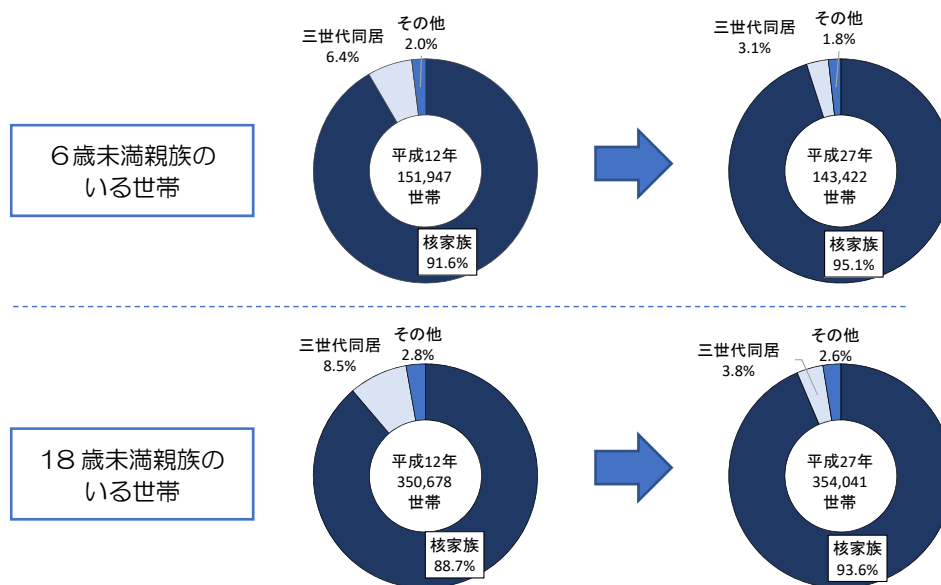 6歳未満親族の
いる世帯
三世代同居
6.4%
その他
2.0%
平成12年
151,947
世帯
核家族
91.6%
三世代同居
3.1%
その他
1.8%
平成27年
143,422
世帯
核家族
95.1%
18歳未満親族の
いる世帯
三世代同居
8.5%
その他
2.8%
平成12年
350,678
世帯
核家族
88.7%
三世代同居
3.8%
その他
2.6%
平成27年
354,041
世帯
核家族
93.6%